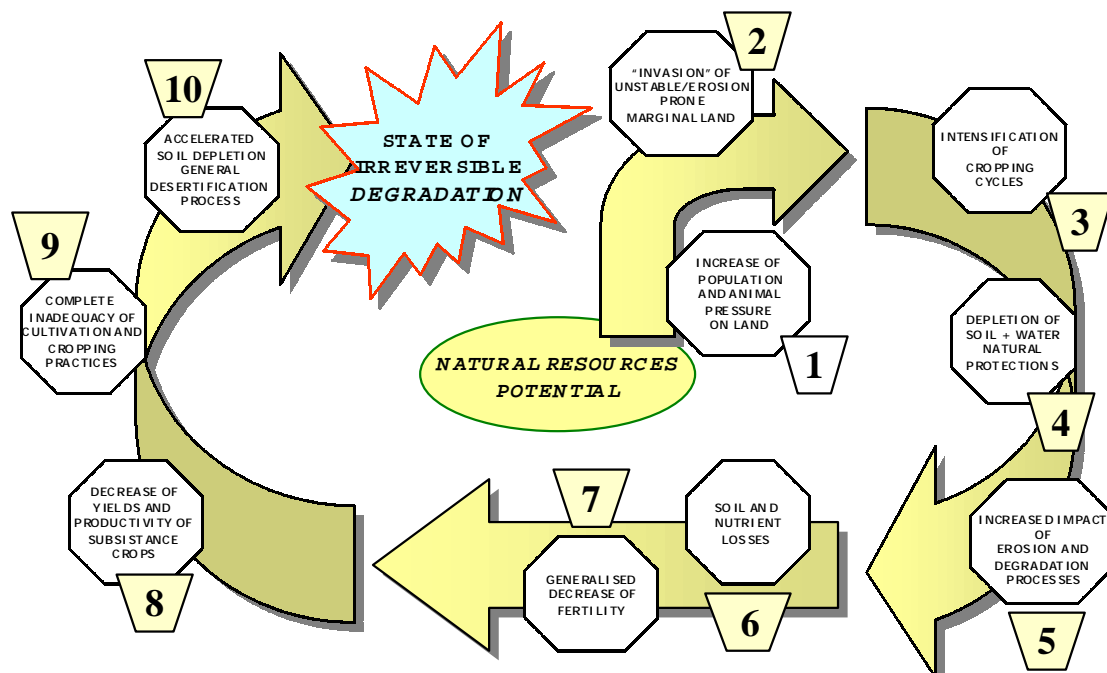 NATURAL RESOURCES
POTENTIAL
1
INCREASE OF
POPULATION
AND ANIMAL
PRESSURE
ON LAND
2
"INVASION" OF
UNSTABLE/EROSION
PRONE
MARGINAL LAND
INTENSIFICATION
OF
CROPPING
CYCLES
3
DEPLETION OF
SOIL + WATER
NATURAL
PROTECTIONS
4
INCREASED IMPACT
OF
EROSION AND
DEGRADATION
PROCESSES
5
SOIL AND
NUTRIENT
LOSSES
6
7
GENERALISED
DECREASE OF
FERTILITY
DECREASE OF
YIELDS AND
PRODUCTIVITY OF
SUBSISTANCE
CROPS
8
9
COMPLETE
INADEQUACY OF
CULTIVATION AND
CROPPING
PRACTICES
10
ACCELERATED
SOIL DEPLETION
GENERAL
DESERTIFICATION
PROCESS
STATE OF
IRREVERSIBLE
DEGRADATION